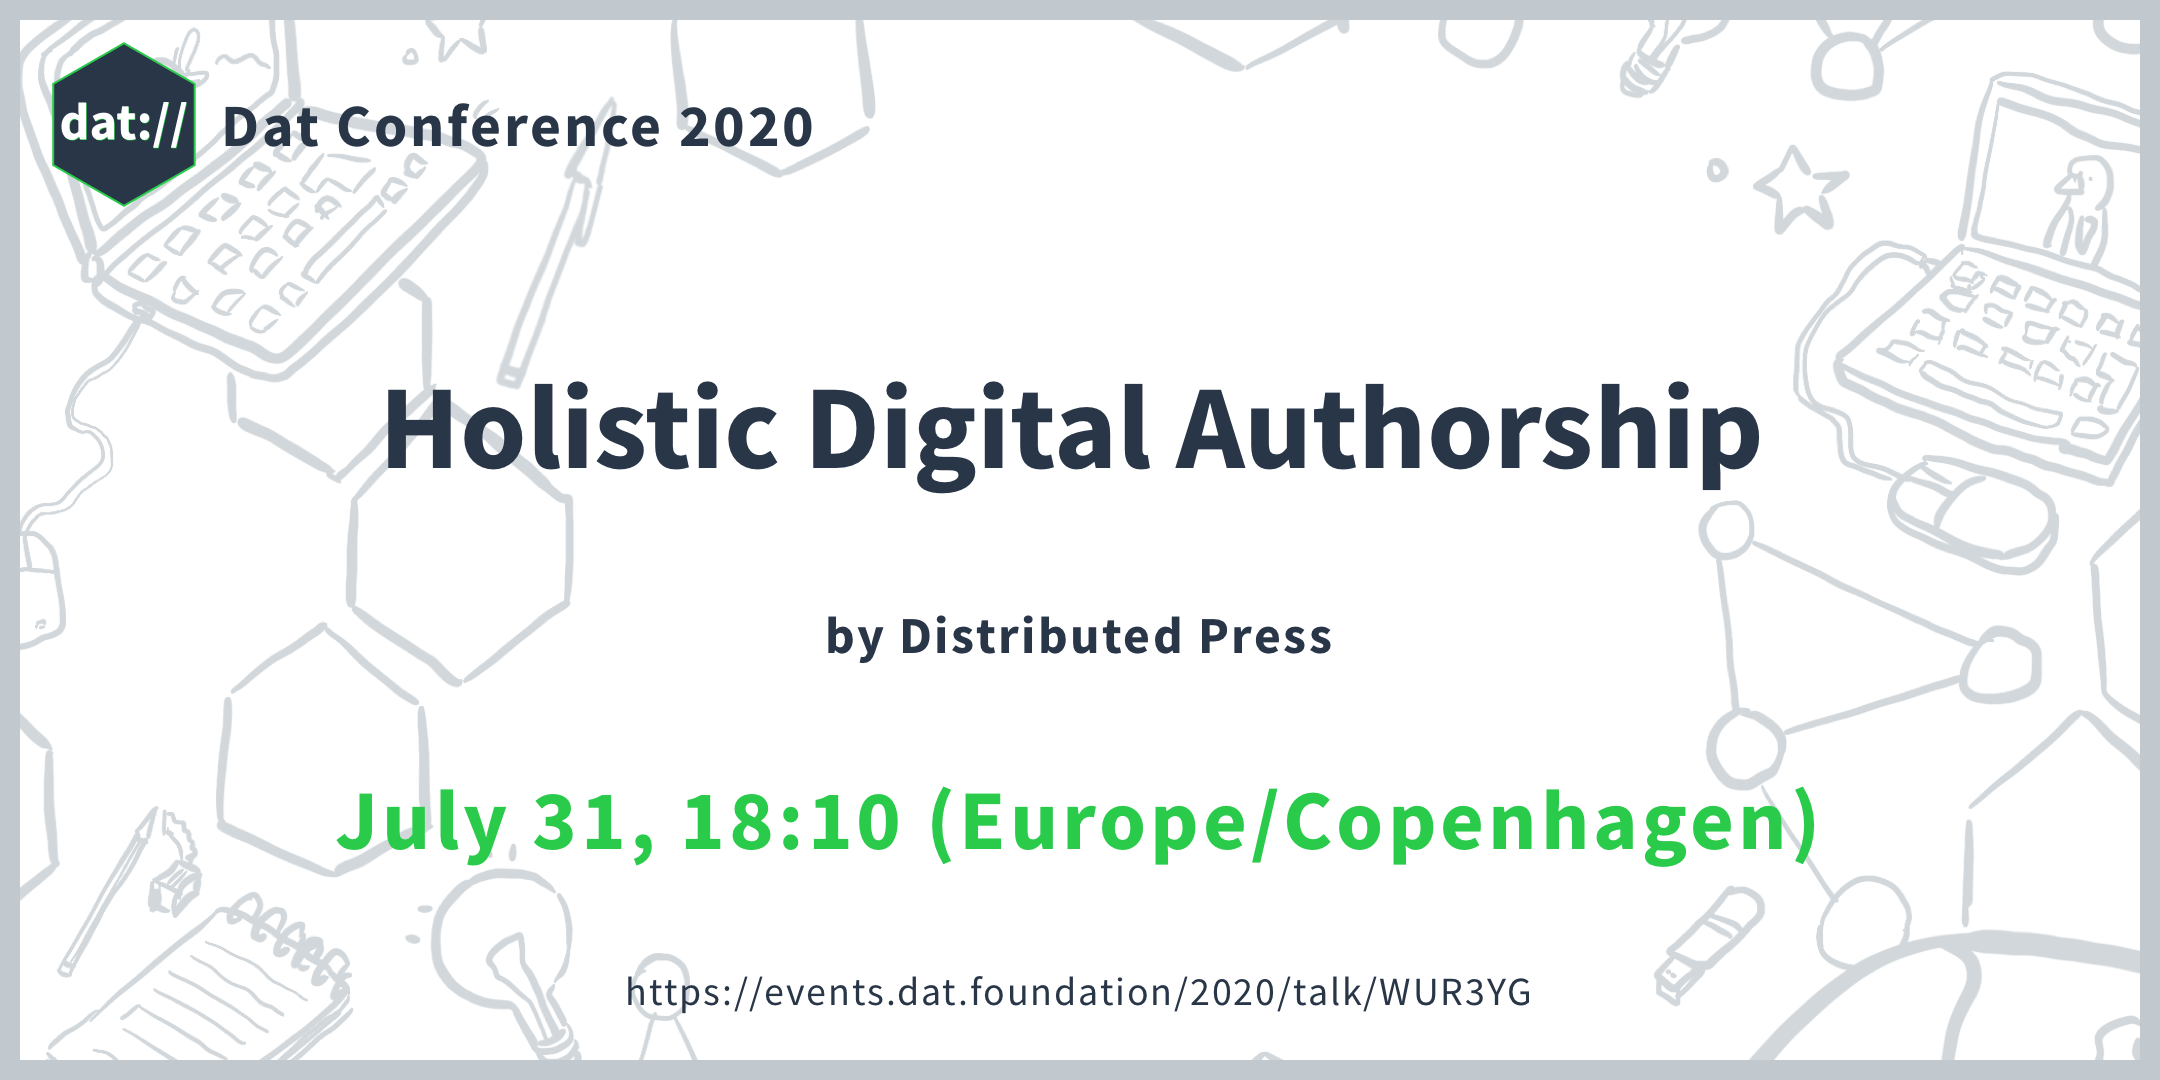 dat://
Dat Conference 2020
Holistic Digital Authorship
by Distributed Press
July 31, 18:10 (Europe/Copenhagen)
https://events.dat.foundation/2020/talk/WUR3YG